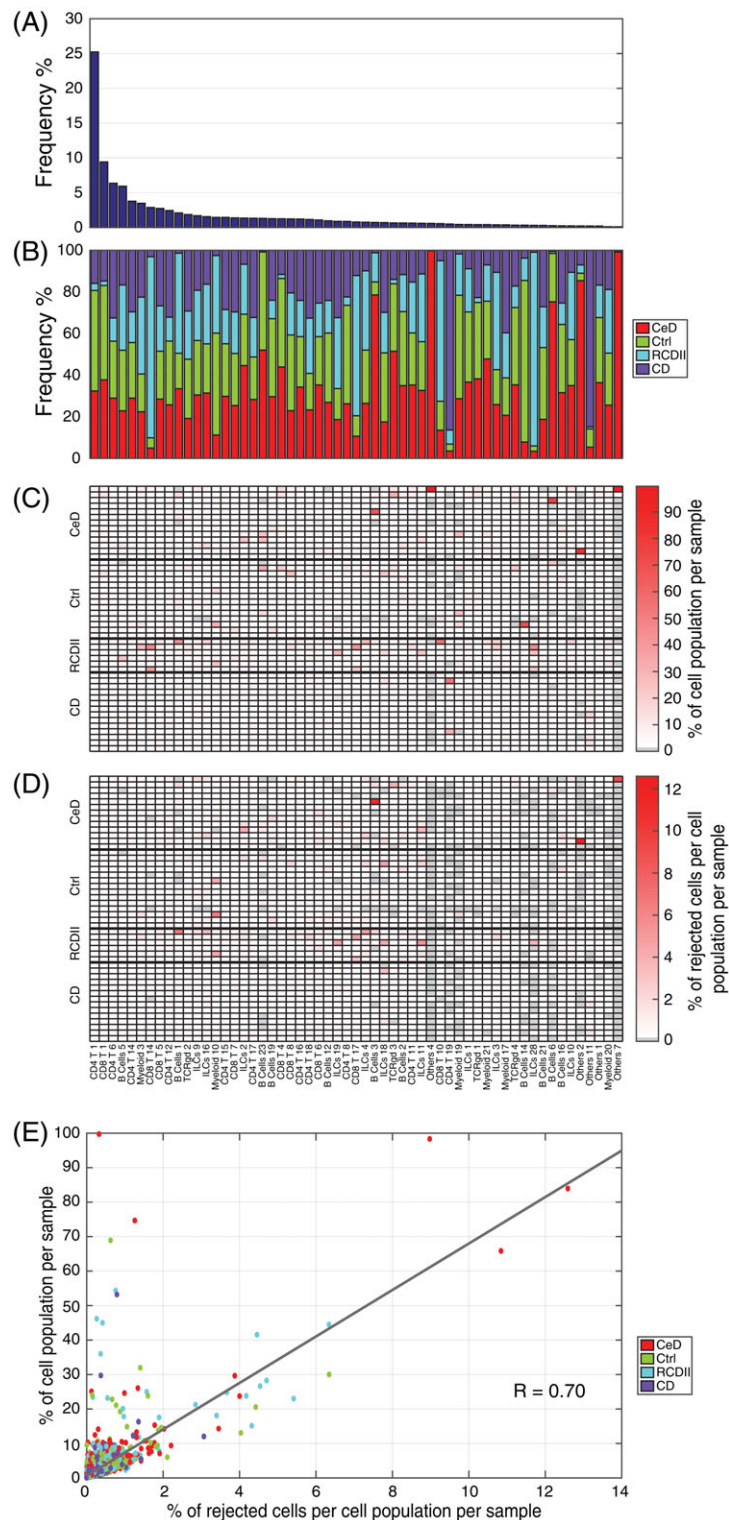 (A)
Frequency %
30
25
20
15
10
5
0
(B)
Frequency %
100
80
60
40
20
0
CeD
Ctrl
RCDII
CD
(C)
CeD
Ctrl
RCDII
CD
90
80
70
60
50
40
30
20
10
0
% of cell population per sample
(D)
CeD
Ctrl
RCDII
CD
12
10
8
6
4
2
0
% of rejected cells per cell
population per sample
CD4 T 1
CD8 T 1
CD4 T 6
B Cells 5
CD4 T 14
Myeloid 3
CD8 T 14
CD8 T 5
CD4 T 12
B Cells 1
TCRgd 2
ILCs 9
ILCs 16
Myeloid 10
CD4 T 15
CD8 T 7
ILCs 2
CD4 T 17
B Cells 23
B Cells 19
CD8 T 4
CD8 T 8
CD4 T 16
CD4 T 18
CD8 T 6
B Cells 12
ILCs 19
CD4 T 8
CD8 T 17
ILCs 4
B Cells 3
ILCs 18
TCRgd 3
B Cells 2
CD4 T 11
ILCs 11
Others 4
CD8 T 10
CD4 T 19
Myeloid 19
ILCs 1
TCRgd 1
Myeloid 21
ILCs 3
Myeloid 17
TCRgd 4
B Cells 14
ILCs 28
B Cells 21
B Cells 6
B Cells 16
ILCs 10
Others 2
Others 11
Others 1
Myeloid 20
Others 7
(E)
% of cell population per sample
100
90
80
70
60
50
40
30
20
10
0
R = 0.70
CeD
Ctrl
RCDII
CD
0 2 4 6 8 10 12 14
% of rejected cells per cell population per sample